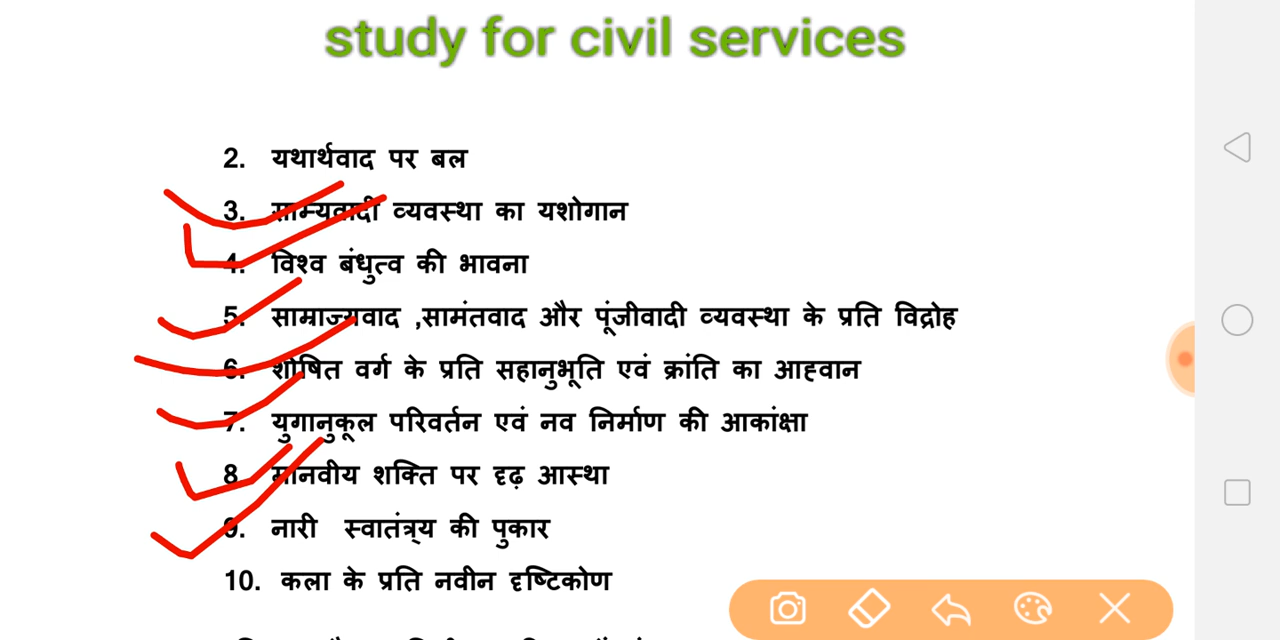 study for civil services
2. यथार्थवाद पर बल
3. साम्यवादी व्यवस्था का यशोगान
4. विश्व बंधुत्व की भावना
5. साम्राज्यवाद ,सामंतवाद और पूंजीवादी व्यवस्था के प्रति विद्रोह
6. शोषित वर्ग के प्रति सहानुभूति एवं क्रांति का आह्वान
7. युगानुकूल परिवर्तन एवं नव निर्माण की आकांक्षा
8 मानवीय शक्ति पर दृढ़ आस्था
9. नारी स्वातंत्र्य की पुकार
10. कला के प्रति नवीन दृष्टिकोण